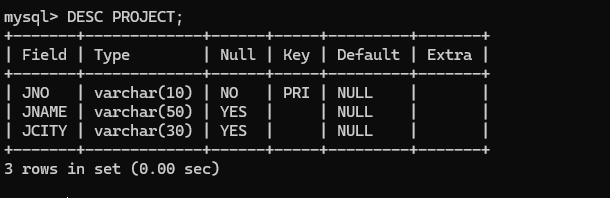 mysql> DESC PROJECT;
+-------+-------------+------+-----+---------+-------+
| Field | Type        | Null | Key | Default | Extra |
+-------+-------------+------+-----+---------+-------+
| JNO   | varchar(10) | NO   | PRI | NULL    |       |
| JNAME | varchar(50) | YES  |     | NULL    |       |
| JCITY | varchar(30) | YES  |     | NULL    |       |
+-------+-------------+------+-----+---------+-------+
3 rows in set (0.00 sec)